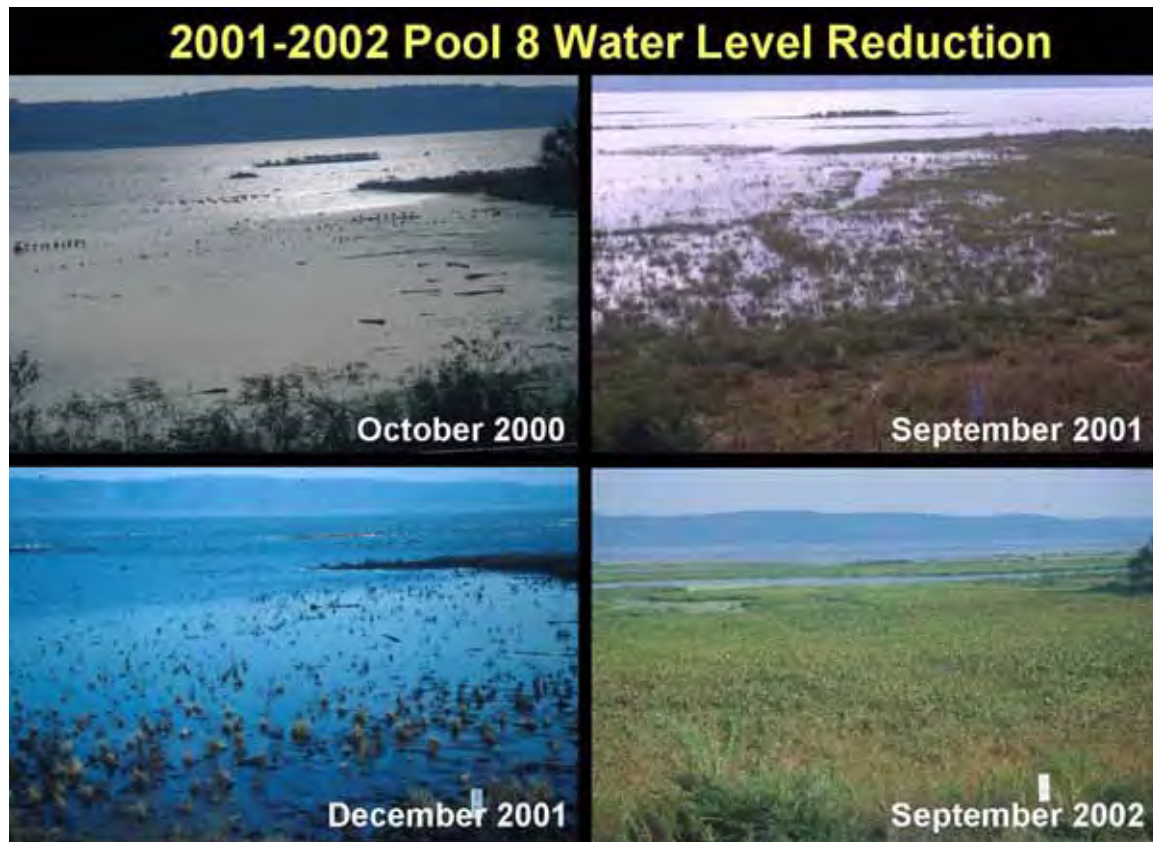 2001-2002 Pool 8 Water Level Reduction
October 2000
September 2001
December 2001
September 2002